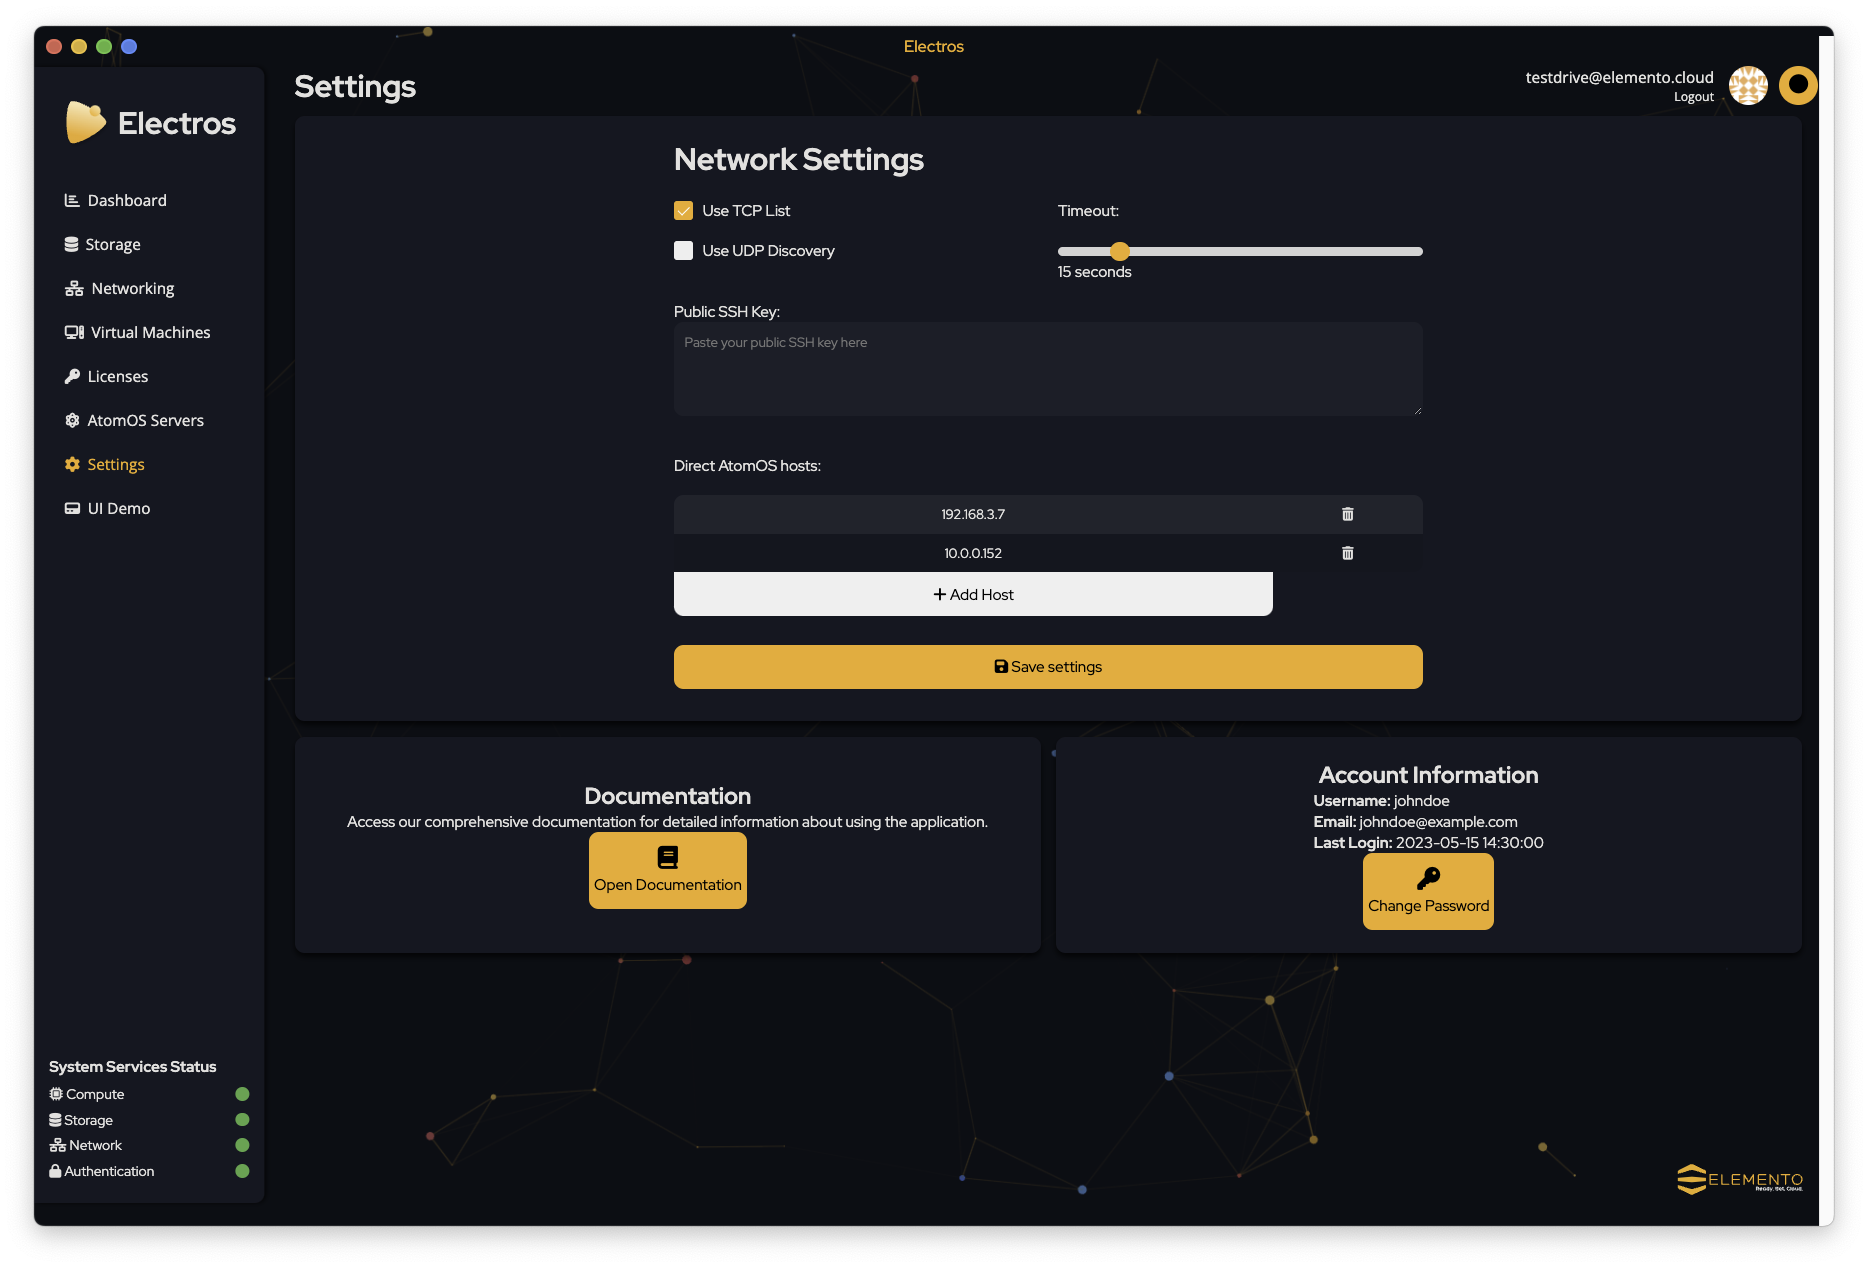 Electros
Electros
Dashboard
Storage
Networking
Virtual Machines
Licenses
AtomOS Servers
Settings
UI Demo
System Services Status
Compute
Storage
Network
Authentication
Settings
testdrive@elemento.cloud
Logout
Network Settings
Use TCP List
Use UDP Discovery
Timeout:
15 seconds
Public SSH Key:
Paste your public SSH key here
Direct AtomOS hosts:
192.168.3.7
10.0.0.152
Add Host
Save settings
Documentation
Access our comprehensive documentation for detailed information about using the application.
Open Documentation
Account Information
Username: johndoe
Email: johndoe@example.com
Last Login: 2023-05-15 14:30:00
Change Password
ELEMENTO
Ready. Set. Cloud.